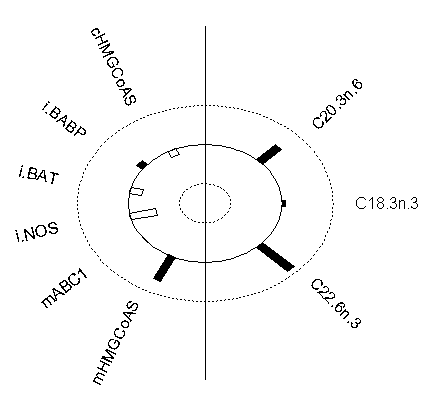 cHMGCoAS
i.BABP
i.BAT
i.NOS
mABC1
mHMGCoAS
C20.3n.6
C18.3n.3
C22.6n.3